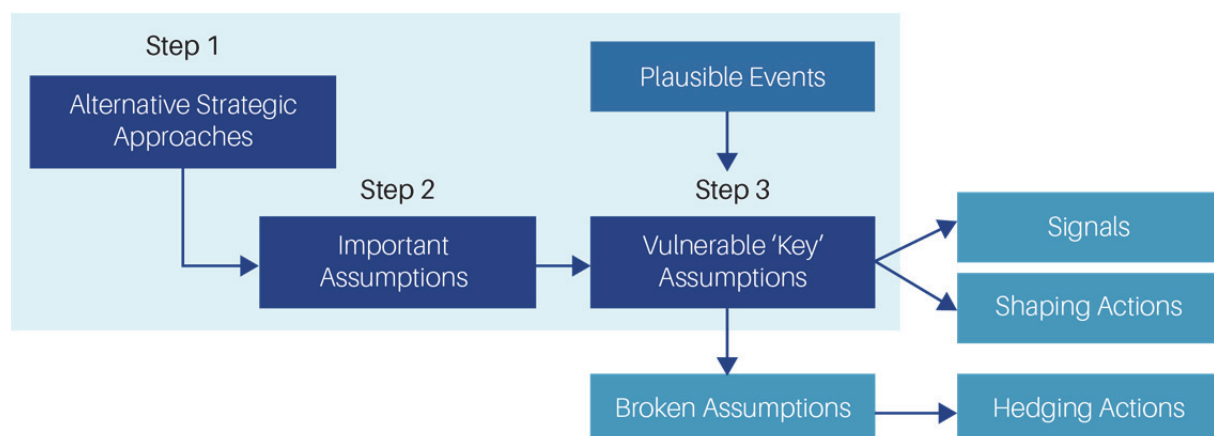 Step 1
Alternative Strategic
Approaches
Plausible Events
Step 2
Important
Assumptions
Step 3
Vulnerable ‘Key’
Assumptions
Signals
Shaping Actions
Broken Assumptions
Hedging Actions